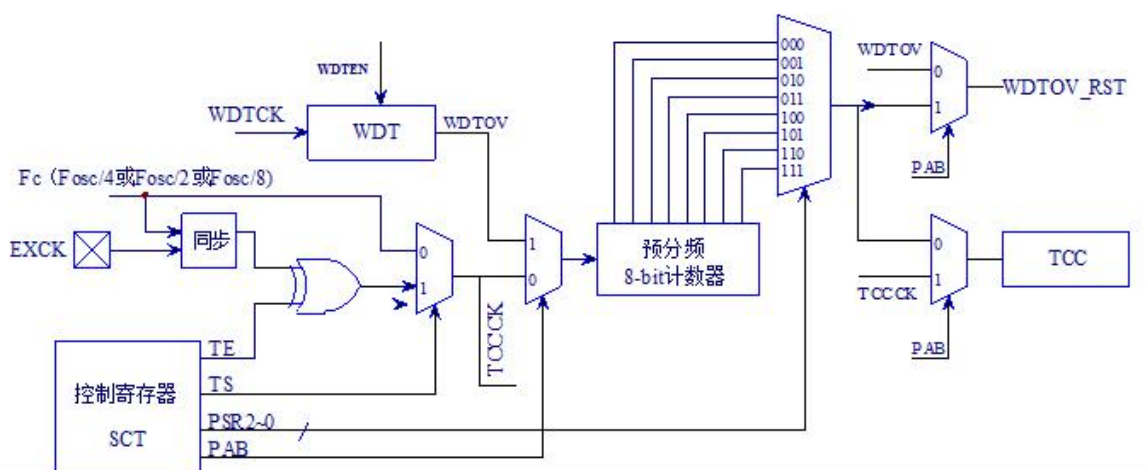 WDTEN
WDTCK
WDT
WDTOV
Fc（Fosc/4或Fosc/2或Fosc/8)
EXCK
同步
0
1
1
0
TCCCK
预分频
8-bit计数器
000
001
010
011
100
101
110
111
WDTOV
0
1
WDTOV_RST
PAB
0
TCCCK
1
TCC
PAB
控制寄存器
SCT
TE
TS
PSR2-0
PAB